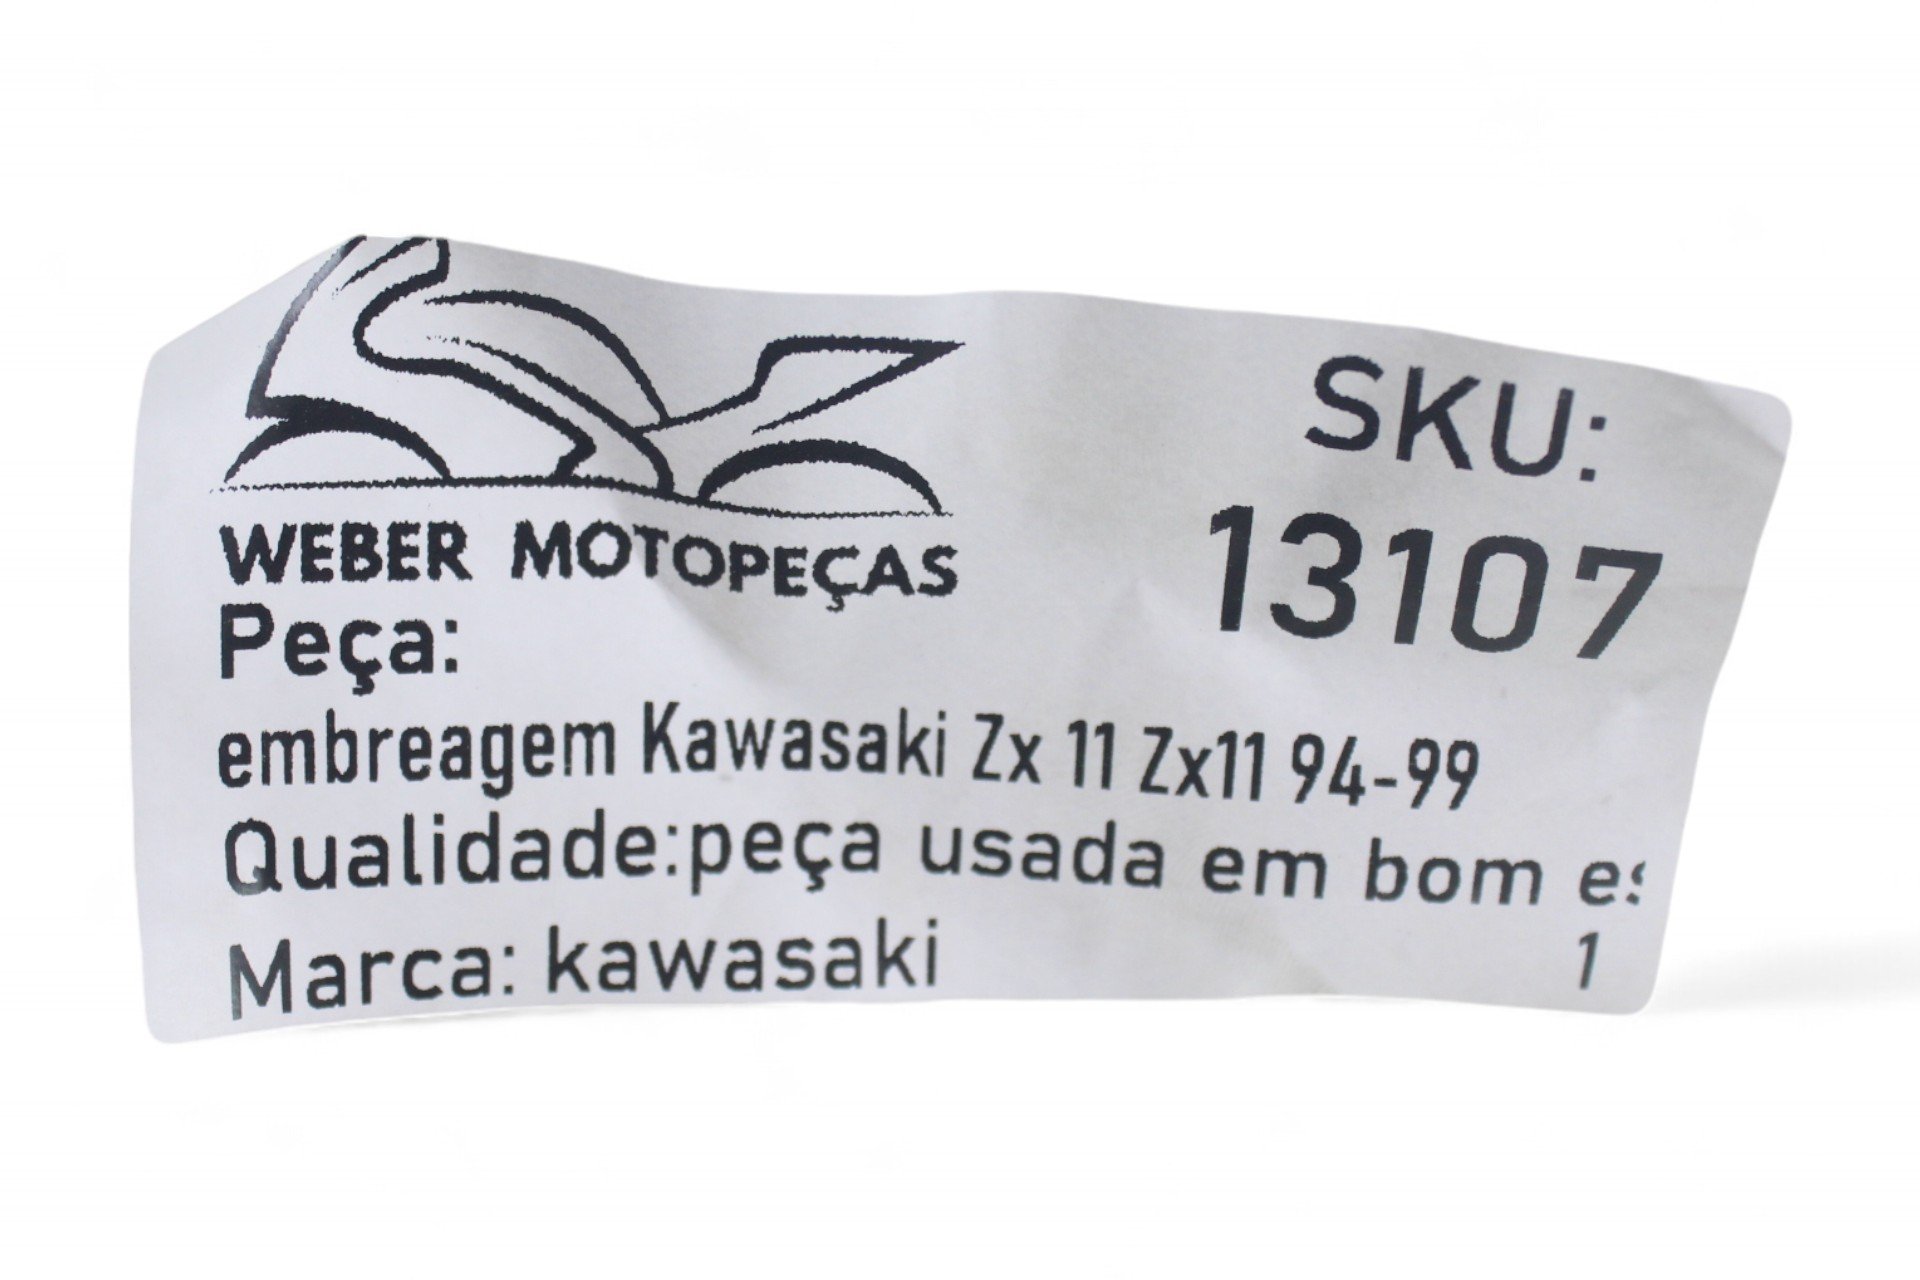 WEBER MOTOPEÇAS
SKU:
13107
Peça:
embreagem Kawasaki Zx 11 Zx11 94-99
Qualidade:peça usada em bom
Marca: kawasaki
1